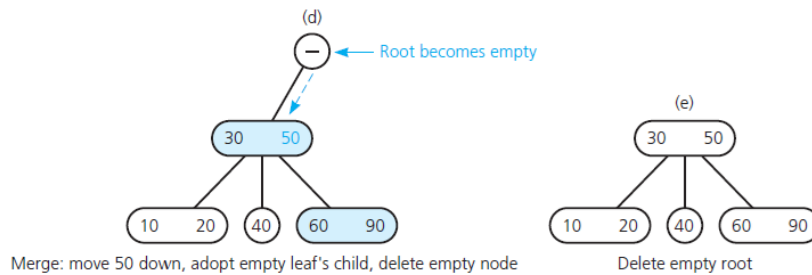 (d)
–
Root becomes empty
30 50
10 20 40 60 90
Merge: move 50 down, adopt empty leaf's child, delete empty node
(e)
30 50
10 20 40 60 90
Delete empty root